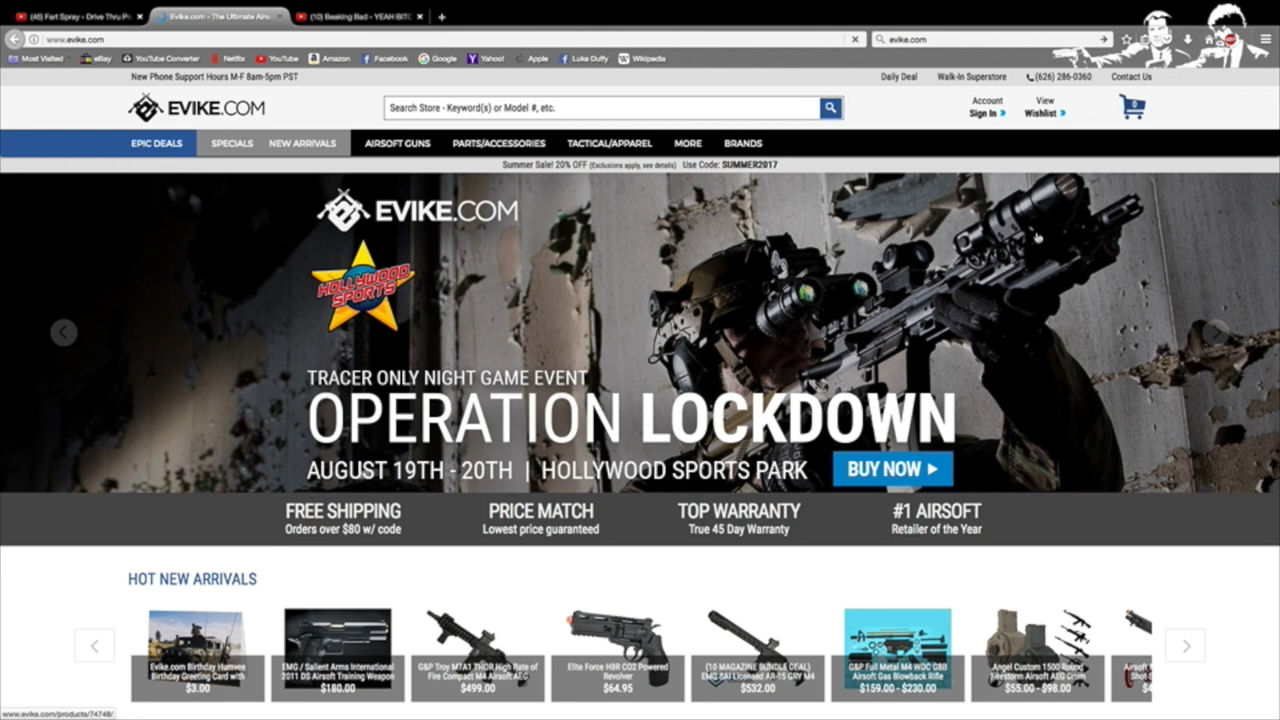 (46) Fart Spray - Drive Thru Pr
Evike.com - The Ultimate Airs
(10) Beaking Bad - YEAH BITC
www.evike.com
evike.com
Most Visited
eBay
YouTube Converter
Netflix
YouTube
Amazon
Facebook
Google
Yahoo!
Apple
Luke Duffy
Wikipedia
New Phone Support Hours M-F 8am-5pm PST
Daily Deal
Walk-In Superstore
(626) 286-0360
Contact Us
EVIKE.COM
Search Store - Keyword(s) or Model #, etc.
Account
Sign In
View
Wishlist
0
EPIC DEALS
SPECIALS
NEW ARRIVALS
AIRSOFT GUNS
PARTS/ACCESSORIES
TACTICAL/APPAREL
MORE
BRANDS
Summer Sale! 20% OFF (Exclusions apply, see details) Use Code: SUMMER2017
EVIKE.COM
HOLLYWOOD
SPORTS
TRACER ONLY NIGHT GAME EVENT
OPERATION LOCKDOWN
AUGUST 19TH - 20TH | HOLLYWOOD SPORTS PARK
BUY NOW
FREE SHIPPING
Orders over $80 w/ code
PRICE MATCH
Lowest price guaranteed
TOP WARRANTY
True 45 Day Warranty
#1 AIRSOFT
Retailer of the Year
HOT NEW ARRIVALS
Evike.com Birthday Humvee
Birthday Greeting Card with
$3.00
EMG / Salient Arms International
2011 DS Airsoft Training Weapon
$180.00
G&P Troy M7A1 THOR High Rate of
Fire Compact M4 Airsoft AEG
$499.00
Elite Force H8R CO2 Powered
Revolver
$64.95
(10 MAGAZINE BUNDLE DEAL)
EMG SAI Licensed AR-15 GRY M4
$532.00
G&P Full Metal M4 WOC GBB
Airsoft Gas Blowback Rifle
$159.00 - $230.00
Angel Custom 1500 Round
Firestorm Airsoft AEG Drum
$55.00 - $98.00
Airsoft
Shot
www.evike.com/products/74748/